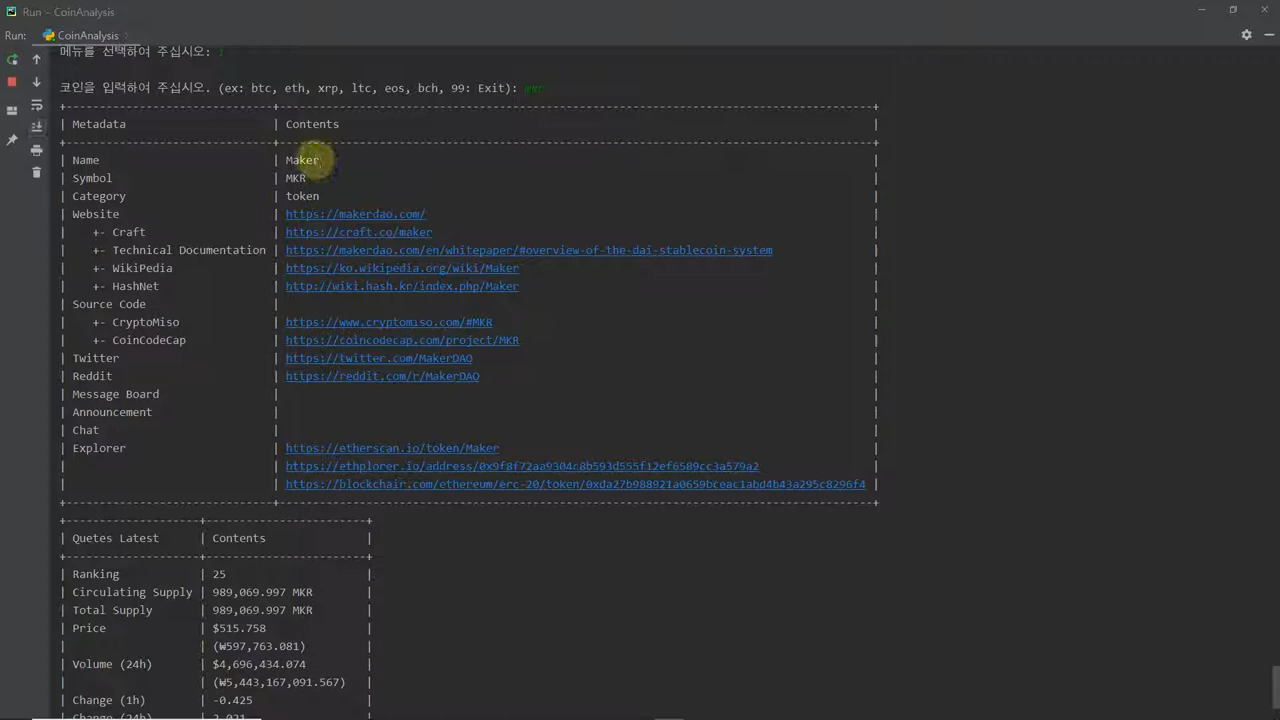 Run – CoinAnalysis
Run: CoinAnalysis
메뉴를 선택하여 주십시오:
코인을 입력하여 주십시오. (ex: btc, eth, xrp, ltc, eos, bch, 99: Exit): mkr
Metadata | Contents
Name | Maker
Symbol | MKR
Category | token
Website | https://makerdao.com/
+- Craft | https://craft.co/maker
+- Technical Documentation | https://makerdao.com/en/whitepaper/#overview-of-the-dai-stablecoin-system
+- WikiPedia | https://ko.wikipedia.org/wiki/Maker
+- HashNet | http://wiki.hash.kr/index.php/Maker
Source Code |
+- CryptoMiso | https://www.cryptomiso.com/#MKR
+- CoinCodeCap | https://coincodecap.com/project/MKR
Twitter | https://twitter.com/MakerDAO
Reddit | https://reddit.com/r/MakerDAO
Message Board |
Announcement |
Chat |
Explorer | https://etherscan.io/token/Maker
https://ethplorer.io/address/0x9f8f72aa9304c8b593d555f12ef6589cc3a579a2
https://blockchair.com/ethereum/erc-20/token/0xda27b988921a0659bceac1abd4b43a295c8296f4
Quetes Latest | Contents
Ranking | 25
Circulating Supply | 989,069.997 MKR
Total Supply | 989,069.997 MKR
Price | $515.758
(₩597,763.081)
Volume (24h) | $4,696,434.074
(₩5,443,167,091.567)
Change (1h) | -0.425
Change (24h) | 2.021